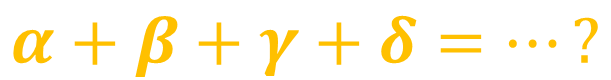 α + β + γ + δ = ⋯ ?